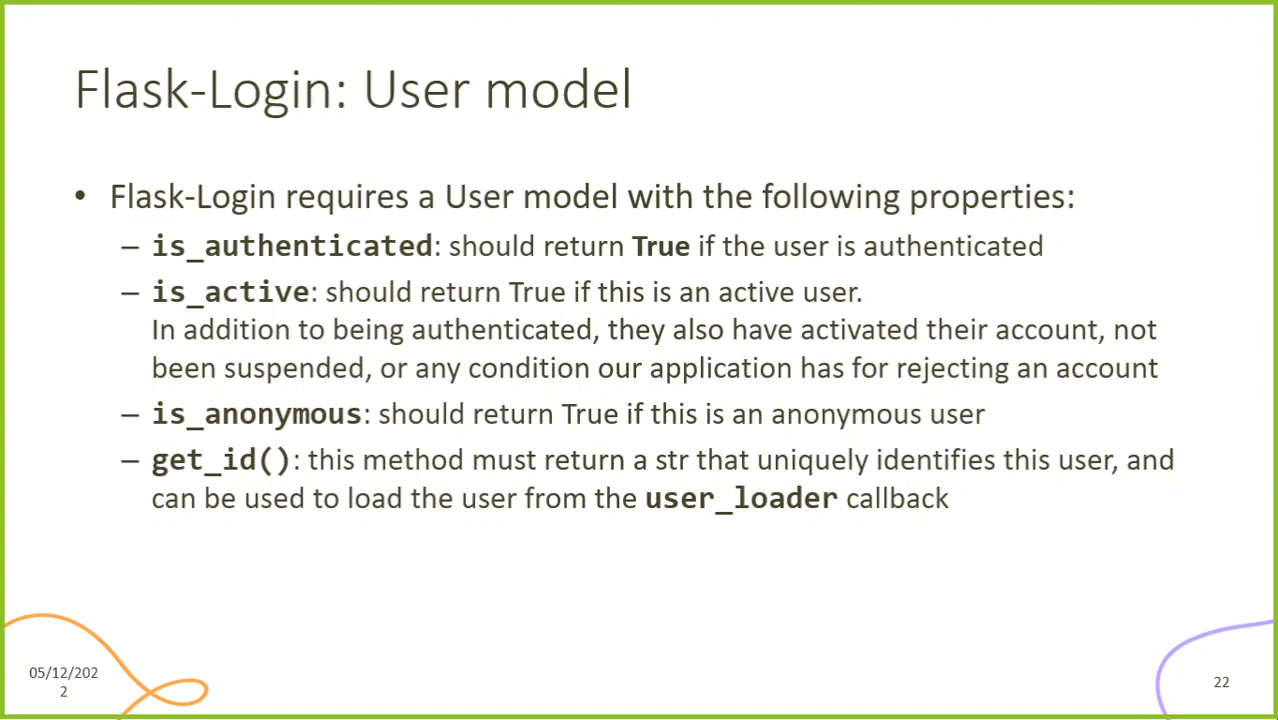 Flask-Login: User model
• Flask-Login requires a User model with the following properties:
– is_authenticated: should return True if the user is authenticated
– is_active: should return True if this is an active user.
In addition to being authenticated, they also have activated their account, not
been suspended, or any condition our application has for rejecting an account
– is_anonymous: should return True if this is an anonymous user
– get_id(): this method must return a str that uniquely identifies this user, and
can be used to load the user from the user_loader callback
05/12/202
2
22